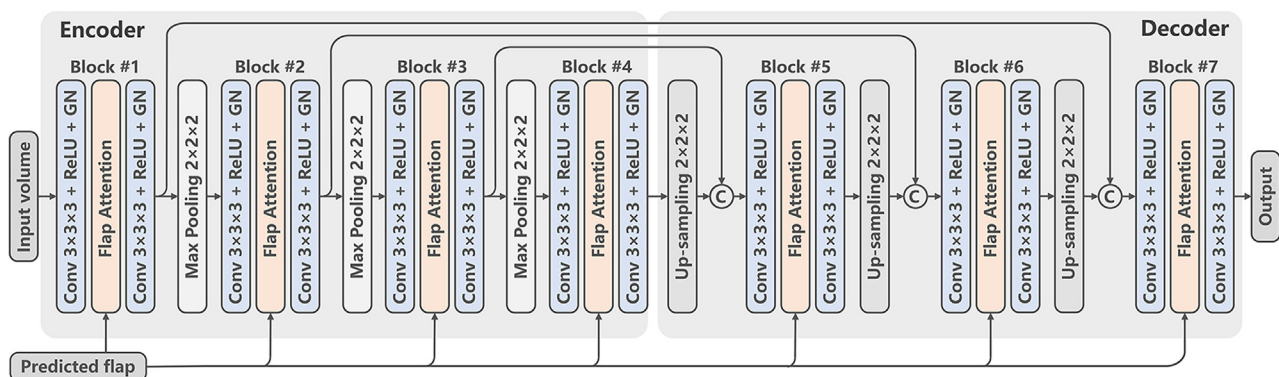 Encoder
Decoder
Block #1
Block #2
Block #3
Block #4
Block #5
Block #6
Block #7
Input volume
Conv 3×3×3 + ReLU + GN
Flap Attention
Conv 3×3×3 + ReLU + GN
Max Pooling 2×2×2
Conv 3×3×3 + ReLU + GN
Flap Attention
Conv 3×3×3 + ReLU + GN
Max Pooling 2×2×2
Conv 3×3×3 + ReLU + GN
Flap Attention
Conv 3×3×3 + ReLU + GN
Max Pooling 2×2×2
Conv 3×3×3 + ReLU + GN
Flap Attention
Conv 3×3×3 + ReLU + GN
Up-sampling 2×2×2
C
Conv 3×3×3 + ReLU + GN
Flap Attention
Conv 3×3×3 + ReLU + GN
Up-sampling 2×2×2
C
Conv 3×3×3 + ReLU + GN
Flap Attention
Conv 3×3×3 + ReLU + GN
Up-sampling 2×2×2
C
Conv 3×3×3 + ReLU + GN
Flap Attention
Conv 3×3×3 + ReLU + GN
Output
Predicted flap